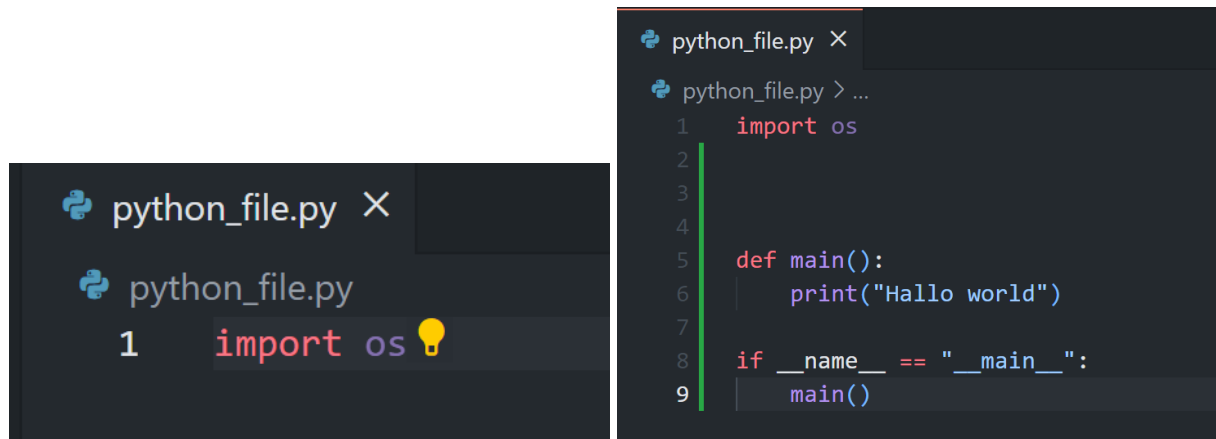 python_file.py
python_file.py
1 import os
python_file.py
python_file.py > ...
1 import os
2
3
4
5 def main():
6     print("Hallo world")
7
8 if __name__ == "__main__":
9     main()